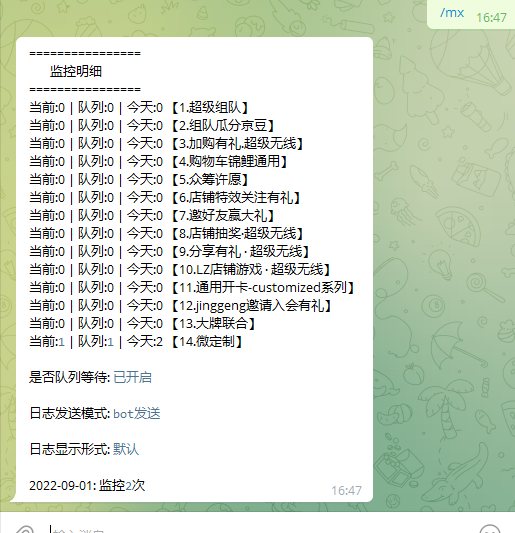 /mx 16:47
================
监控明细
================
当前:0 | 队列:0 | 今天:0 【1.超级组队】
当前:0 | 队列:0 | 今天:0 【2.组队瓜分京豆】
当前:0 | 队列:0 | 今天:0 【3.加购有礼.超级无线】
当前:0 | 队列:0 | 今天:0 【4.购物车锦鲤通用】
当前:0 | 队列:0 | 今天:0 【5.众筹许愿】
当前:0 | 队列:0 | 今天:0 【6.店铺特效关注有礼】
当前:0 | 队列:0 | 今天:0 【7.邀好友赢大礼】
当前:0 | 队列:0 | 今天:0 【8.店铺抽奖·超级无线】
当前:0 | 队列:0 | 今天:0 【9.分享有礼 · 超级无线】
当前:0 | 队列:0 | 今天:0 【10.LZ店铺游戏 · 超级无线】
当前:0 | 队列:0 | 今天:0 【11.通用开卡-customized系列】
当前:0 | 队列:0 | 今天:0 【12.jinggeng邀请入会有礼】
当前:0 | 队列:0 | 今天:0 【13.大牌联合】
当前:1 | 队列:1 | 今天:2 【14.微定制】
是否队列等待: 已开启
日志发送模式: bot发送
日志显示形式: 默认
2022-09-01: 监控2次
16:47